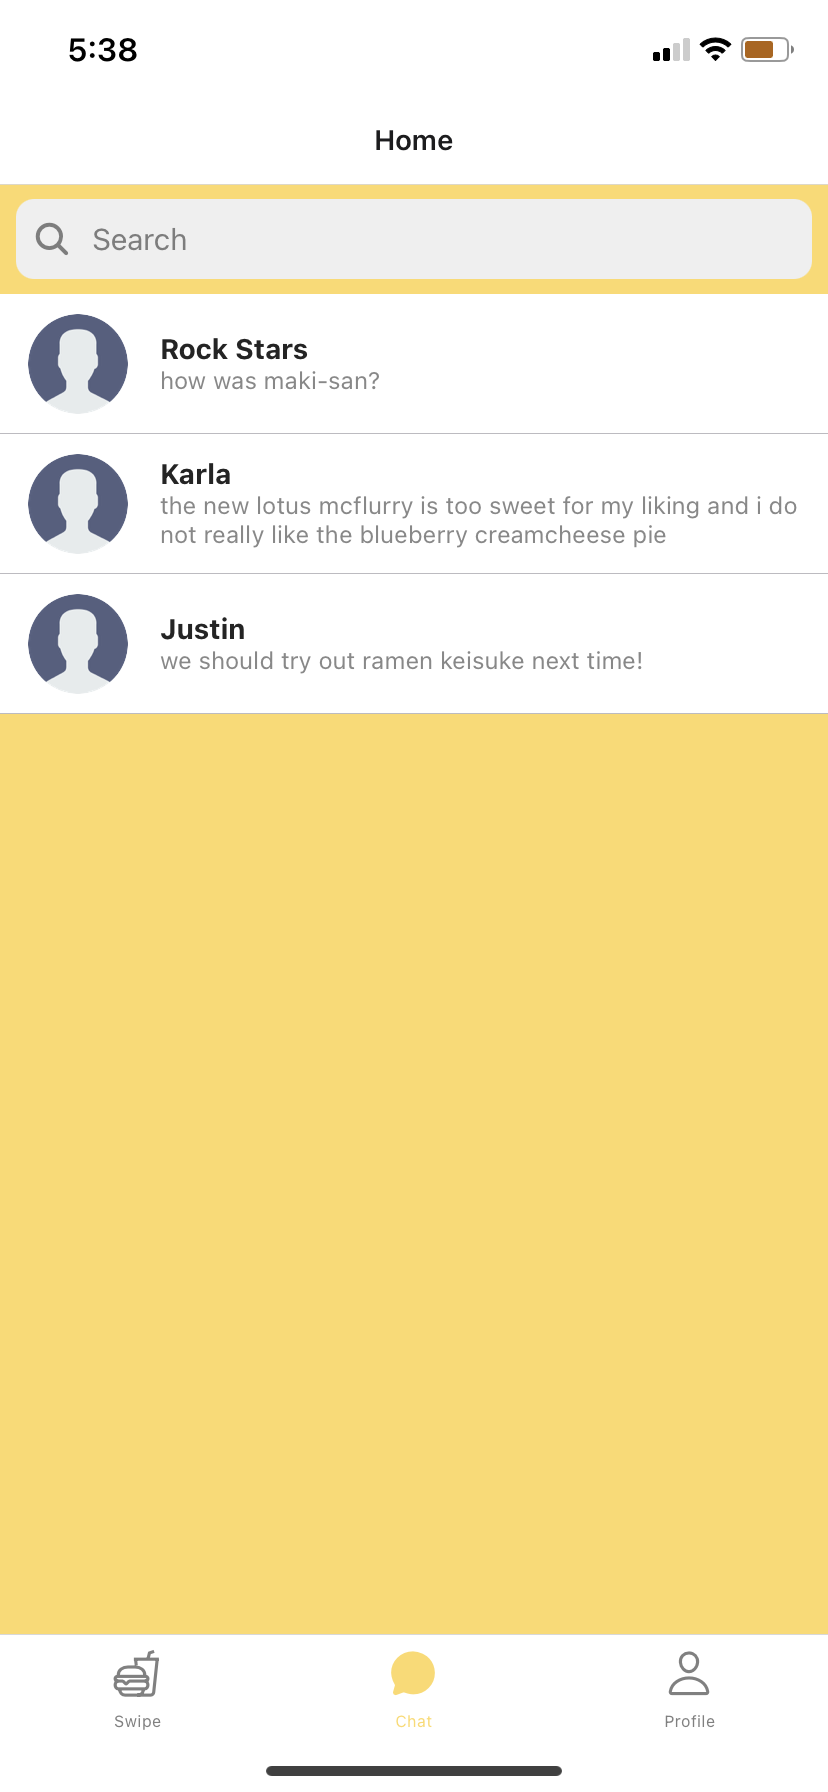 5:38
Home
Search
Rock Stars
how was maki-san?
Karla
the new lotus mcflurry is too sweet for my liking and i do
not really like the blueberry creamcheese pie
Justin
we should try out ramen keisuke next time!
Swipe
Chat
Profile